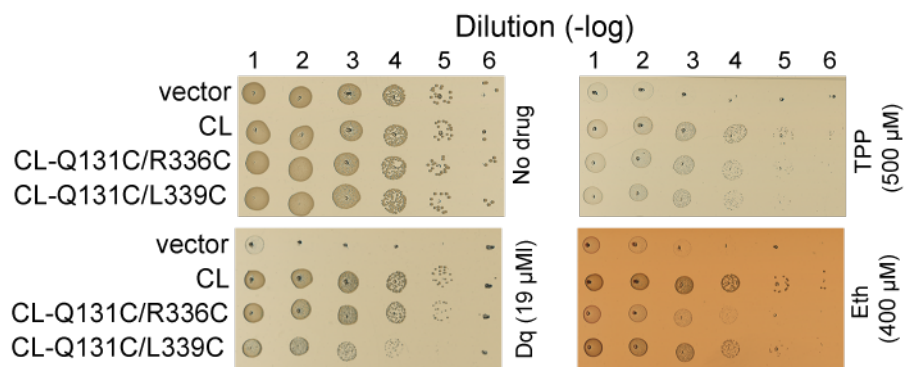 Dilution (-log)
1 2 3 4 5 6
1 2 3 4 5 6
vector
CL
CL-Q131C/R336C
CL-Q131C/L339C
No drug
TPP
(500 µM)
vector
CL
CL-Q131C/R336C
CL-Q131C/L339C
Dq (19 µMl)
Eth
(400 µM)